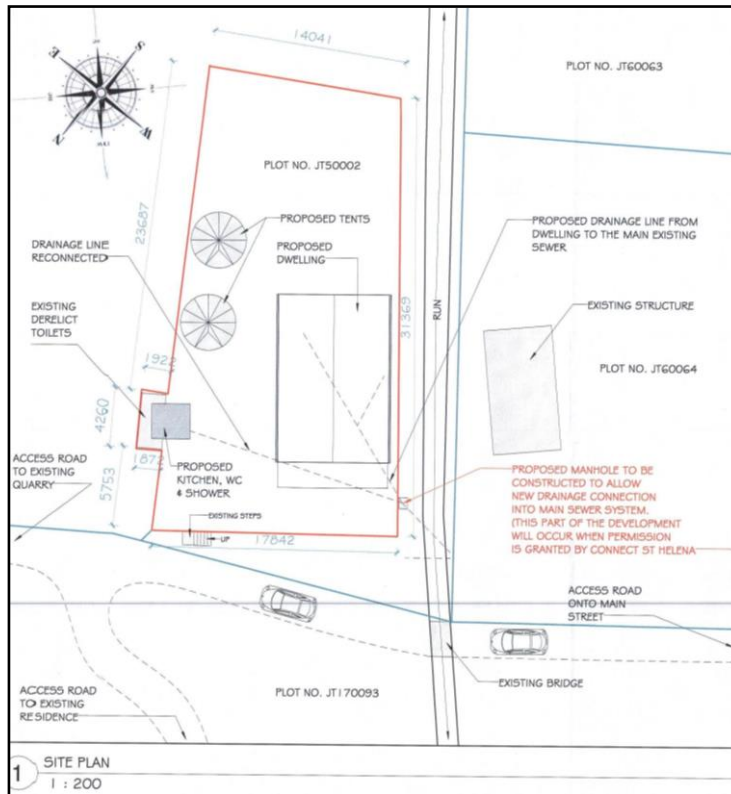 14041
PLOT NO. JT60063
S
E
W
N
PLOT NO. JT50002
23687
PROPOSED TENTS
DRAINAGE LINE
RECONNECTED
PROPOSED
DWELLING
PROPOSED DRAINAGE LINE FROM
DWELLING TO THE MAIN EXISTING
SEWER
EXISTING
DERELICT
TOILETS
31369
RUN
EXISTING STRUCTURE
PLOT NO. JT60064
4260
ACCESS ROAD
TO EXISTING
QUARRY
5753
PROPOSED
KITCHEN, WC
& SHOWER
PROPOSED MANHOLE TO BE
CONSTRUCTED TO ALLOW
NEW DRAINAGE CONNECTION
INTO MAIN SEWER SYSTEM.
(THIS PART OF THE DEVELOPMENT
WILL OCCUR WHEN PERMISSION
IS GRANTED BY CONNECT ST HELENA
EXISTING STEPS
UP
17842
ACCESS ROAD
ONTO MAIN
STREET
EXISTING BRIDGE
PLOT NO. JT170093
ACCESS ROAD
TO EXISTING
RESIDENCE
1
SITE PLAN
1 : 200